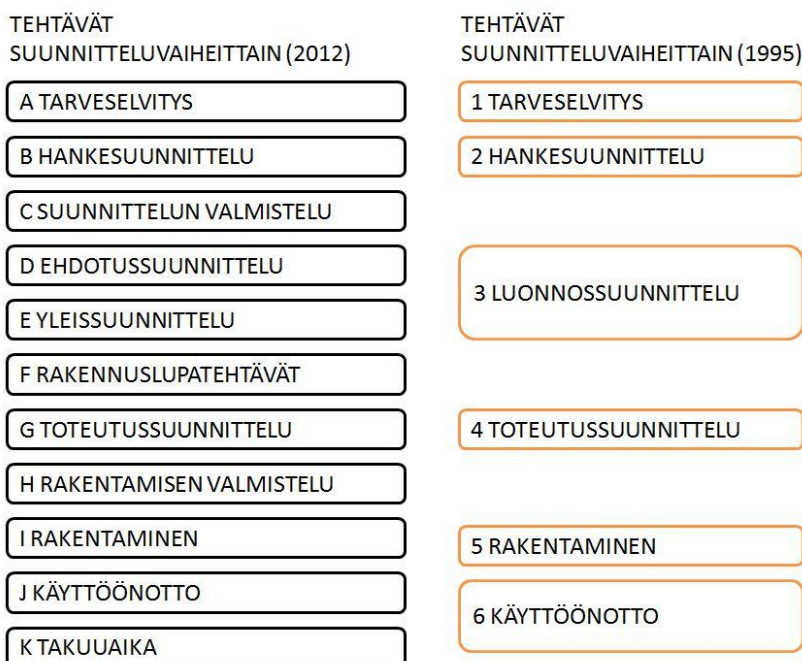 TEHTÄVÄT
SUUNNITTELUVAIHEITTAIN (2012)
A TARVESELVITYS
B HANKESUUNNITTELU
C SUUNNITTELUN VALMISTELU
D EHDOTUSSUUNNITTELU
E YLEISSUUNNITTELU
F RAKENNUSLUPATEHTÄVÄT
G TOTEUTUSSUUNNITTELU
H RAKENTAMISEN VALMISTELU
I RAKENTAMINEN
J KÄYTTÖÖNOTTO
K TAKUUAIKA
TEHTÄVÄT
SUUNNITTELUVAIHEITTAIN (1995)
1 TARVESELVITYS
2 HANKESUUNNITTELU
3 LUONNOSSUUNNITTELU
4 TOTEUTUSSUUNNITTELU
5 RAKENTAMINEN
6 KÄYTTÖÖNOTTO